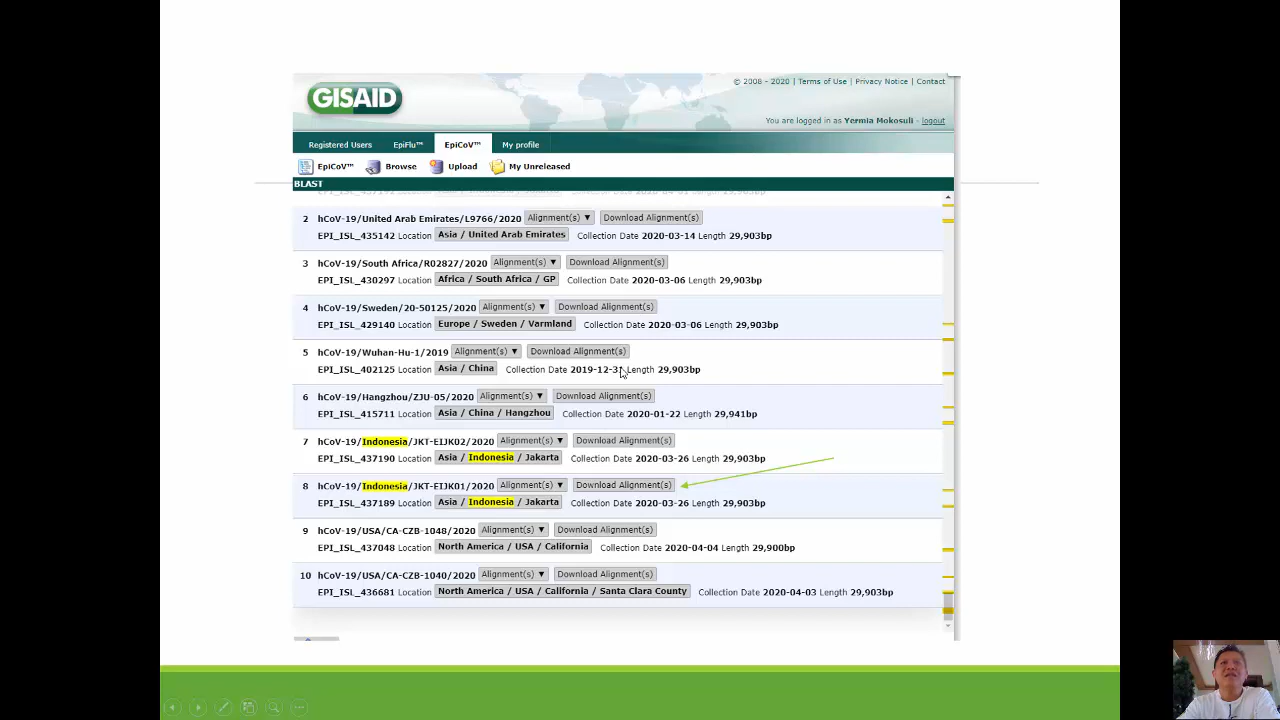 © 2008 - 2020 | Terms of Use | Privacy Notice | Contact
GISAID
You are logged in as Yermia Mokosuli - logout
Registered Users EpiFlu™ EpiCoV™ My profile
EpiCoV™ Browse Upload My Unreleased
BLAST
2 hCoV-19/United Arab Emirates/L9766/2020 Alignment(s) ▼ Download Alignment(s)
EPI_ISL_435142 Location Asia / United Arab Emirates Collection Date 2020-03-14 Length 29,903bp
3 hCoV-19/South Africa/R02827/2020 Alignment(s) ▼ Download Alignment(s)
EPI_ISL_430297 Location Africa / South Africa / GP Collection Date 2020-03-06 Length 29,903bp
4 hCoV-19/Sweden/20-50125/2020 Alignment(s) ▼ Download Alignment(s)
EPI_ISL_429140 Location Europe / Sweden / Varmland Collection Date 2020-03-06 Length 29,903bp
5 hCoV-19/Wuhan-Hu-1/2019 Alignment(s) ▼ Download Alignment(s)
EPI_ISL_402125 Location Asia / China Collection Date 2019-12-31 Length 29,903bp
6 hCoV-19/Hangzhou/ZJU-05/2020 Alignment(s) ▼ Download Alignment(s)
EPI_ISL_415711 Location Asia / China / Hangzhou Collection Date 2020-01-22 Length 29,941bp
7 hCoV-19/Indonesia/JKT-EIJK02/2020 Alignment(s) ▼ Download Alignment(s)
EPI_ISL_437190 Location Asia / Indonesia / Jakarta Collection Date 2020-03-26 Length 29,903bp
8 hCoV-19/Indonesia/JKT-EIJK01/2020 Alignment(s) ▼ Download Alignment(s)
EPI_ISL_437189 Location Asia / Indonesia / Jakarta Collection Date 2020-03-26 Length 29,903bp
9 hCoV-19/USA/CA-CZB-1048/2020 Alignment(s) ▼ Download Alignment(s)
EPI_ISL_437048 Location North America / USA / California Collection Date 2020-04-04 Length 29,900bp
10 hCoV-19/USA/CA-CZB-1040/2020 Alignment(s) ▼ Download Alignment(s)
EPI_ISL_436681 Location North America / USA / California / Santa Clara County Collection Date 2020-04-03 Length 29,903bp